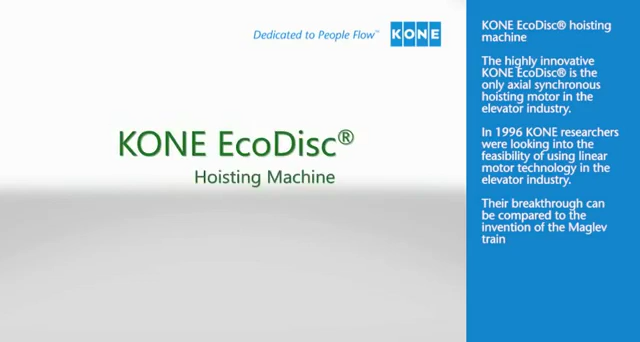 Dedicated to People Flow™
KONE
KONE EcoDisc®
Hoisting Machine
KONE EcoDisc® hoisting
machine
The highly innovative
KONE EcoDisc® is the
only axial synchronous
hoisting motor in the
elevator industry.
In 1996 KONE researchers
were looking into the
feasibility of using linear
motor technology in the
elevator industry.
Their breakthrough can
be compared to the
invention of the Maglev
train